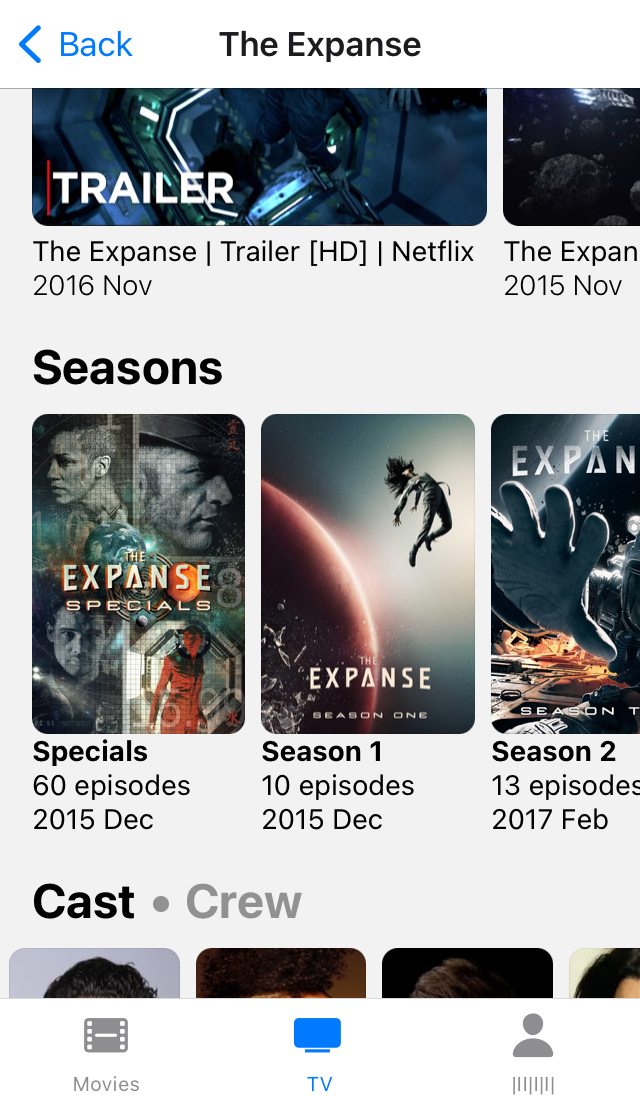 Back
The Expanse
TRAILER
The Expanse | Trailer [HD] | Netflix
2016 Nov
The Expan
2015 Nov
Seasons
THE
EXPANSE
SPECIALS
THE
EXPANSE
SEASON ONE
THE
EXPAN
SEASON T
Specials
60 episodes
2015 Dec
Season 1
10 episodes
2015 Dec
Season 2
13 episodes
2017 Feb
Cast • Crew
Movies
TV